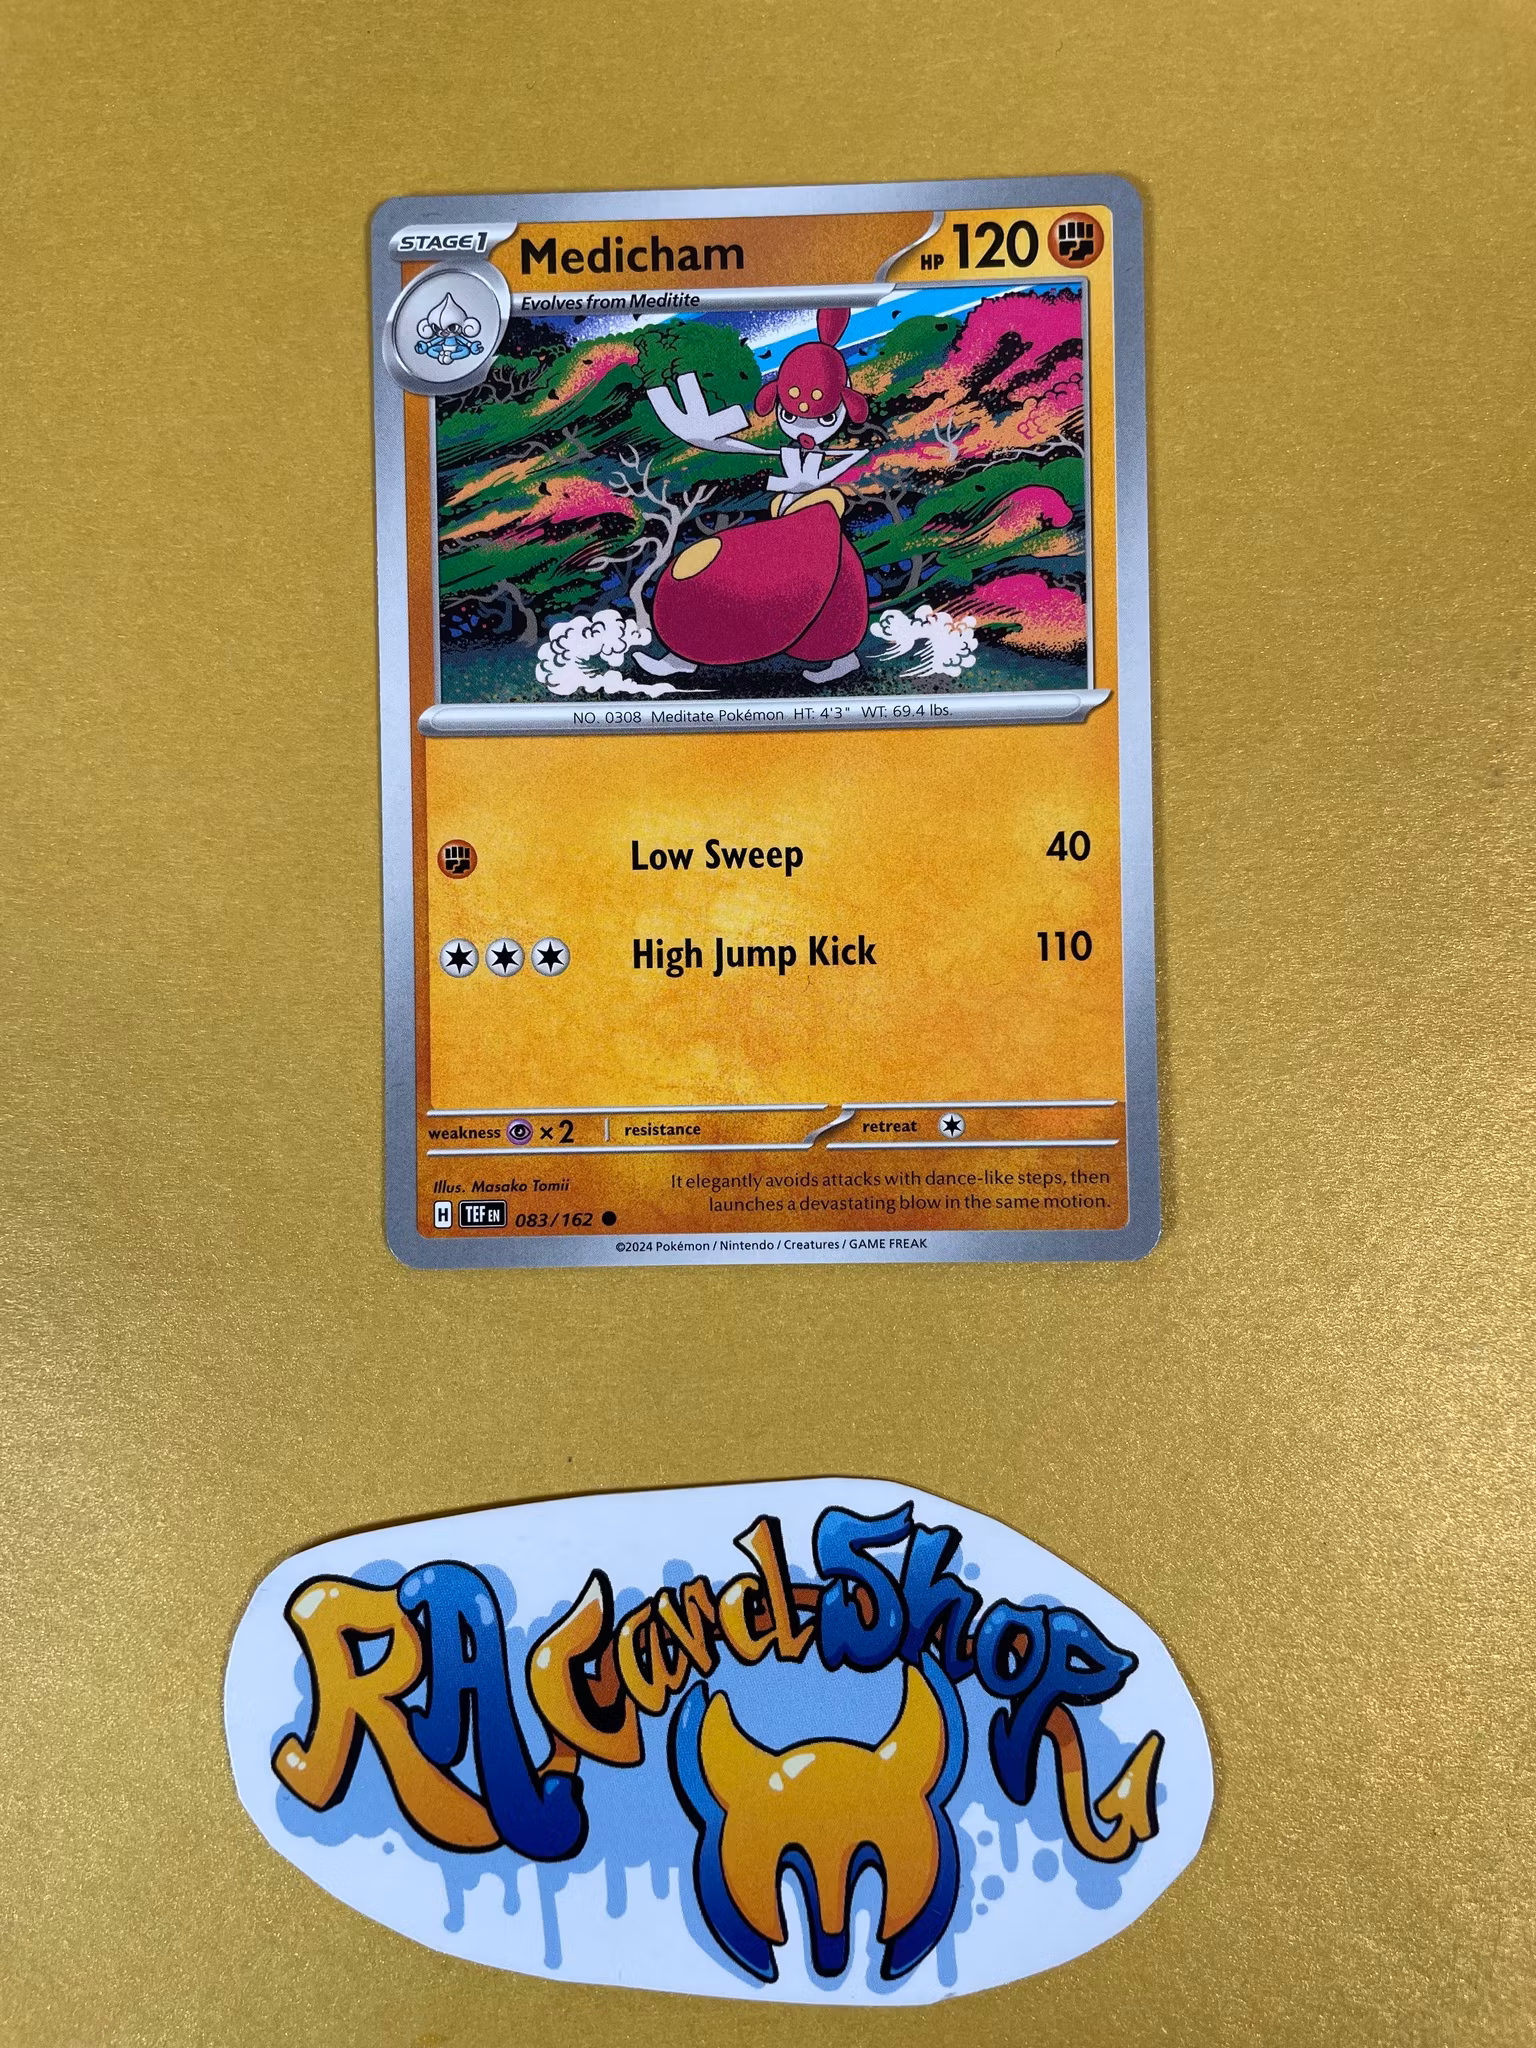 STAGE 1
Medicham
HP 120
Evolves from Meditite
NO. 0308 Meditate Pokémon HT: 4'3" WT: 69.4 lbs.
Low Sweep 40
High Jump Kick 110
weakness ×2 resistance retreat
Illus. Masako Tomii
It elegantly avoids attacks with dance-like steps, then
launches a devastating blow in the same motion.
H TEF EN 083/162
©2024 Pokémon / Nintendo / Creatures / GAME FREAK
RA Card Shop